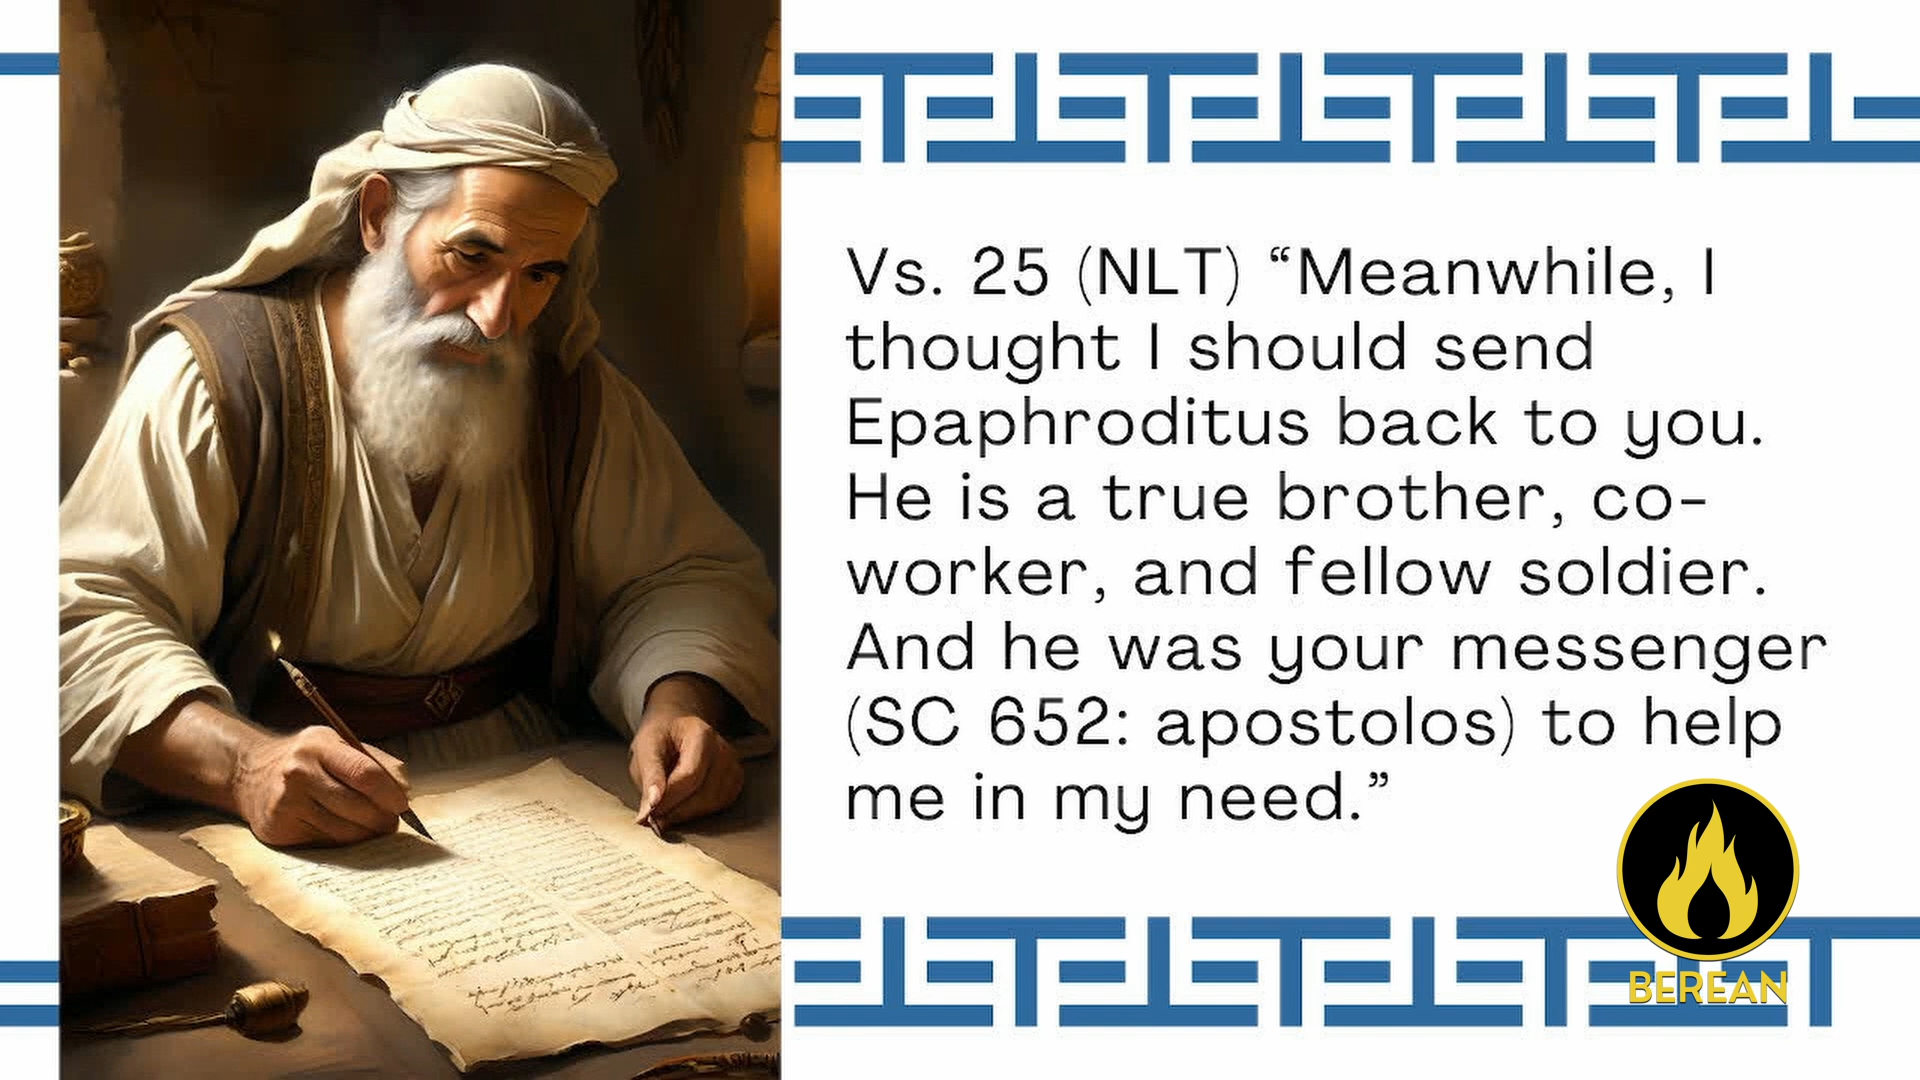 Vs. 25 (NLT) “Meanwhile, I
thought I should send
Epaphroditus back to you.
He is a true brother, co-
worker, and fellow soldier.
And he was your messenger
(SC 652: apostolos) to help
me in my need.”
BEREAN